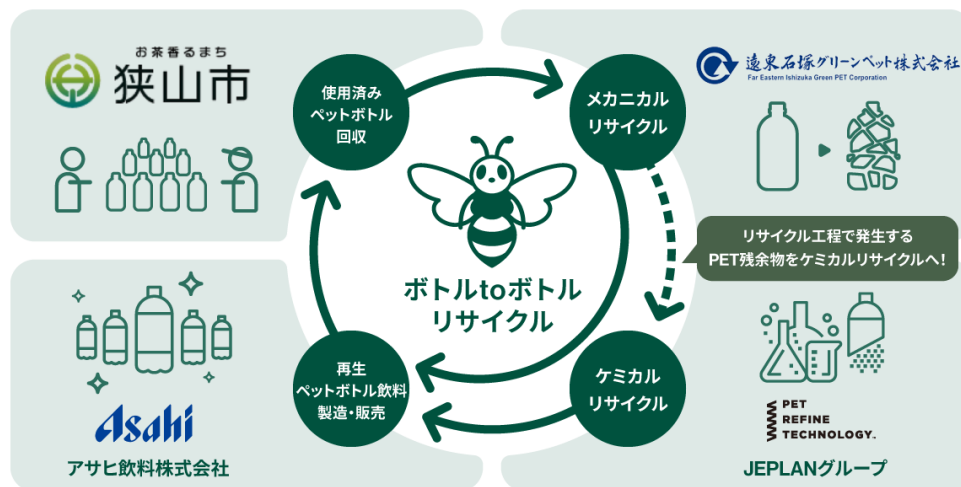 お茶香るまち
狭山市
使用済み
ペットボトル
回収
メカニカル
リサイクル
遠東石塚グリーンペット株式会社
Far Eastern Ishizuka Green PET Corporation
リサイクル工程で発生する
PET残余物をケミカルリサイクルへ!
ボトルtoボトル
リサイクル
再生
ペットボトル飲料
製造・販売
ケミカル
リサイクル
Asahi
アサヒ飲料株式会社
PET
REFINE
TECHNOLOGY.
JEPLANグループ